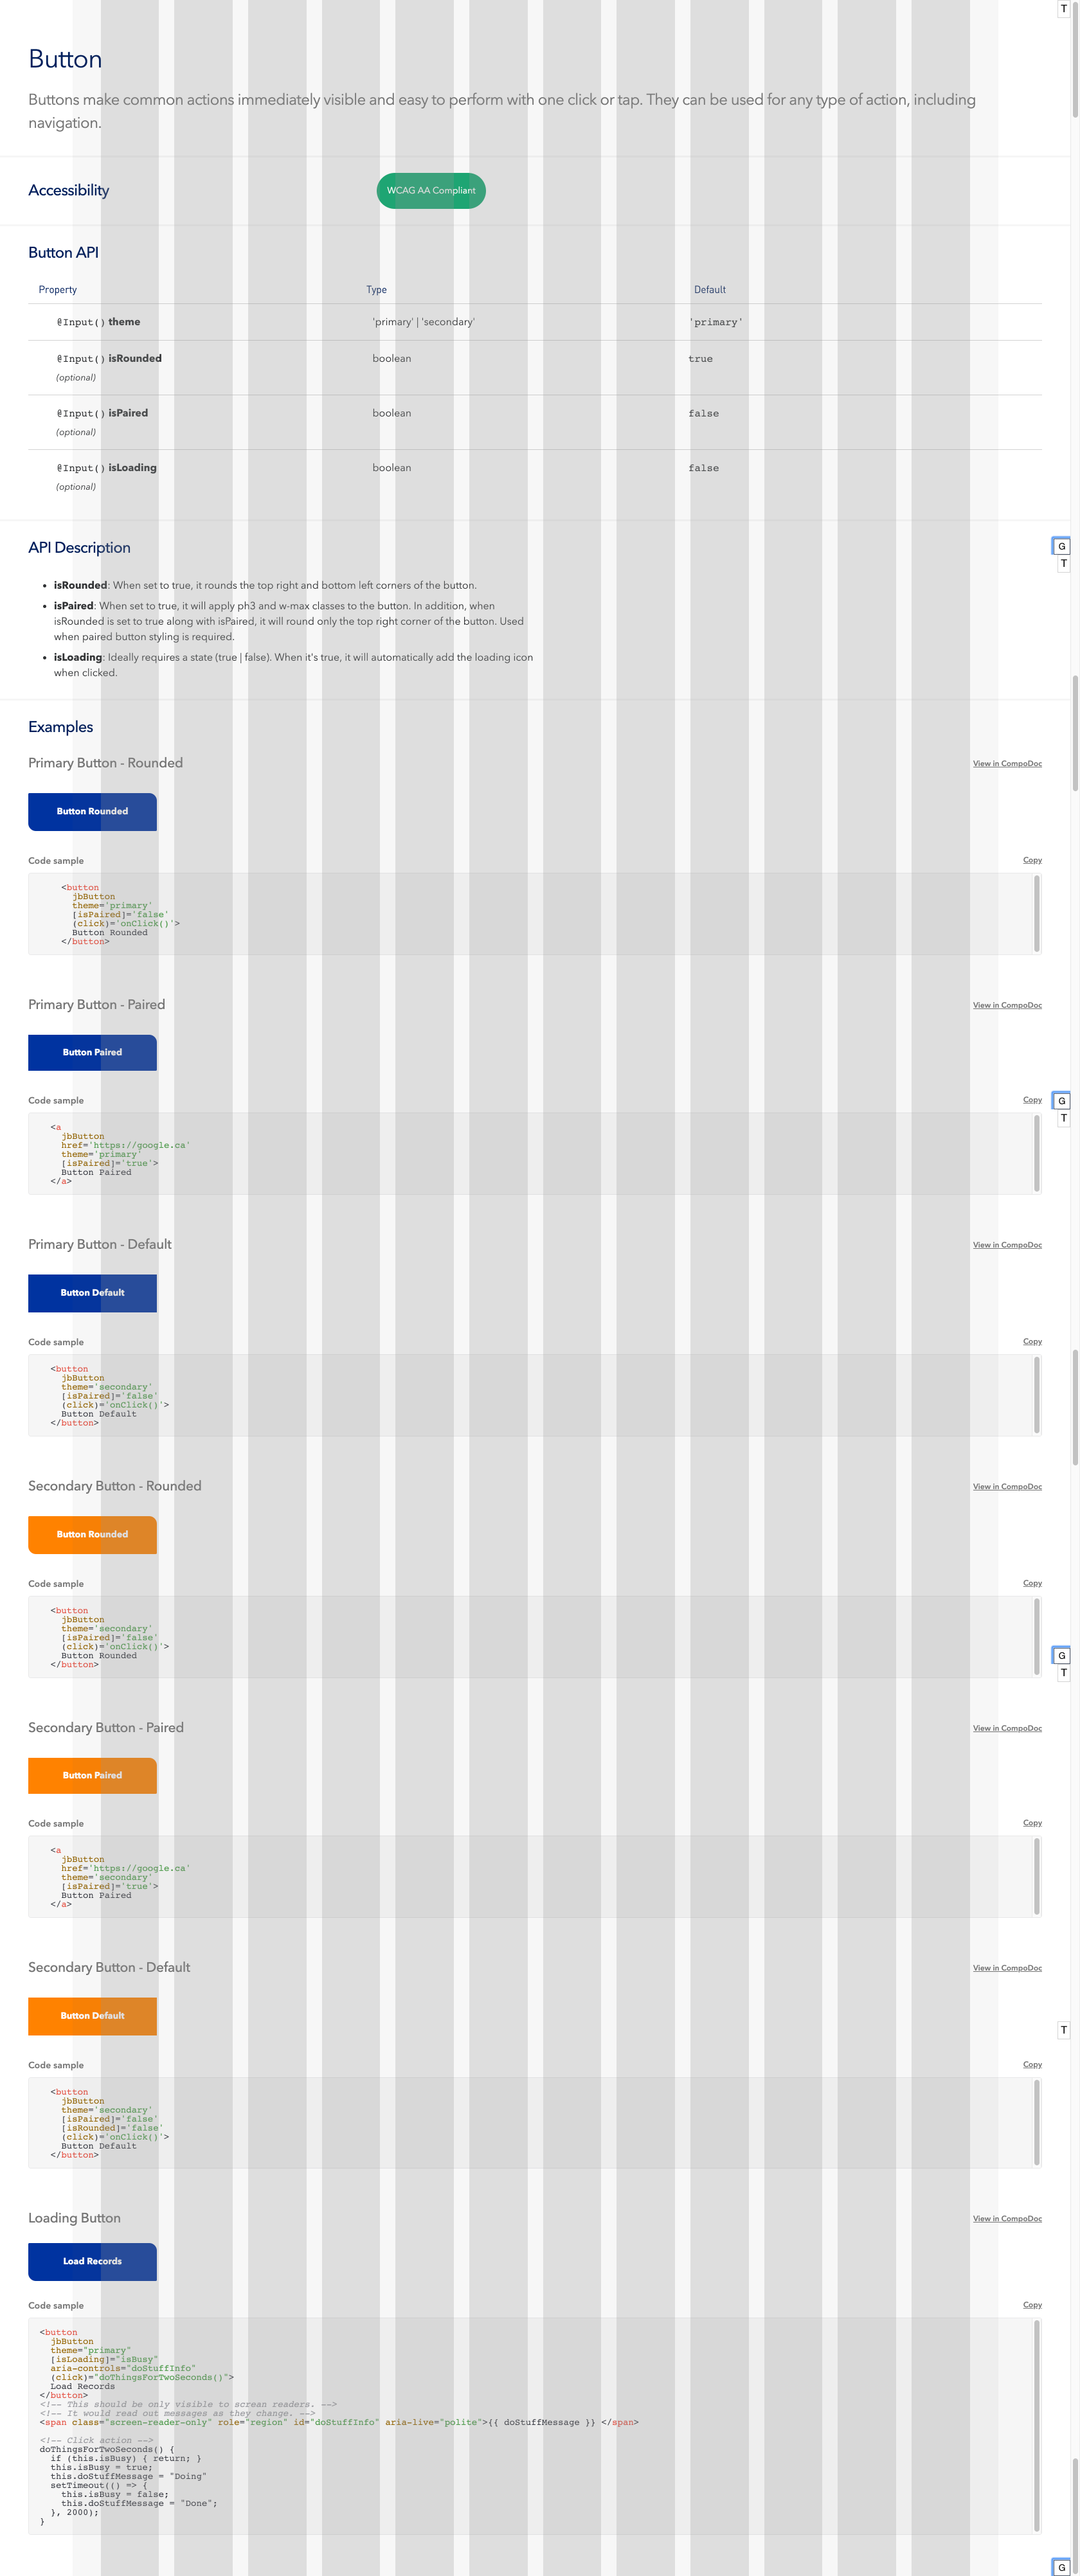 T
Button
Buttons make common actions immediately visible and easy to perform with one click or tap. They can be used for any type of action, including
navigation.
Accessibility
WCAG AA Compliant
Button API
Property Type Default
@Input() theme 'primary' | 'secondary' 'primary'
@Input() isRounded boolean true
(optional)
@Input() isPaired boolean false
(optional)
@Input() isLoading boolean false
(optional)
API Description
G
T
• isRounded: When set to true, it rounds the top right and bottom left corners of the button.
• isPaired: When set to true, it will apply ph3 and w-max classes to the button. In addition, when
isRounded is set to true along with isPaired, it will round only the top right corner of the button. Used
when paired button styling is required.
• isLoading: Ideally requires a state (true | false). When it's true, it will automatically add the loading icon
when clicked.
Examples
Primary Button - Rounded View in CompoDoc
Button Rounded
Code sample Copy
<button
jbButton
theme='primary'
[isPaired]='false'
(click)='onClick()'>
Button Rounded
</button>
Primary Button - Paired View in CompoDoc
Button Paired
Code sample Copy
G
T
<a
jbButton
href='https://google.ca'
theme='primary'
[isPaired]='true'>
Button Paired
</a>
Primary Button - Default View in CompoDoc
Button Default
Code sample Copy
<button
jbButton
theme='secondary'
[isPaired]='false'
(click)='onClick()'>
Button Default
</button>
Secondary Button - Rounded View in CompoDoc
Button Rounded
Code sample Copy
<button
jbButton
theme='secondary'
[isPaired]='false'
(click)='onClick()'>
Button Rounded
</button>
G
T
Secondary Button - Paired View in CompoDoc
Button Paired
Code sample Copy
<a
jbButton
href='https://google.ca'
theme='secondary'
[isPaired]='true'>
Button Paired
</a>
Secondary Button - Default View in CompoDoc
Button Default
T
Code sample Copy
<button
jbButton
theme='secondary'
[isPaired]='false'
[isRounded]='false'
(click)='onClick()'>
Button Default
</button>
Loading Button View in CompoDoc
Load Records
Code sample Copy
<button
jbButton
theme="primary"
[isLoading]="isBusy"
aria-controls="doStuffInfo"
(click)="doThingsForTwoSeconds()">
Load Records
</button>
<!-- This should be only visible to screan readers. -->
<!-- It would read out messages as they change. -->
<span class="screen-reader-only" role="region" id="doStuffInfo" aria-live="polite">{{ doStuffMessage }} </span>
<!-- Click action -->
doThingsForTwoSeconds() {
if (this.isBusy) { return; }
this.isBusy = true;
this.doStuffMessage = "Doing"
setTimeout(() => {
this.isBusy = false;
this.doStuffMessage = "Done";
}, 2000);
}
G